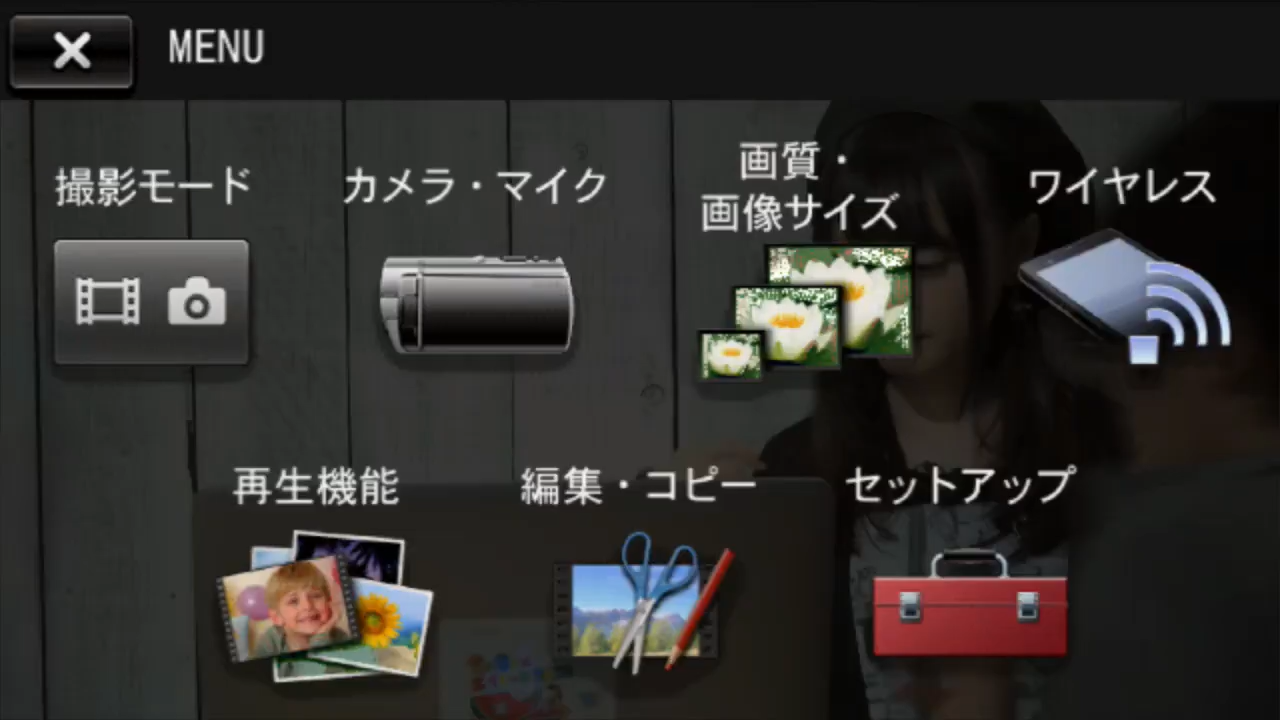 MENU
撮影モード
カメラ・マイク
画質・
画像サイズ
ワイヤレス
再生機能
編集・コピー
セットアップ